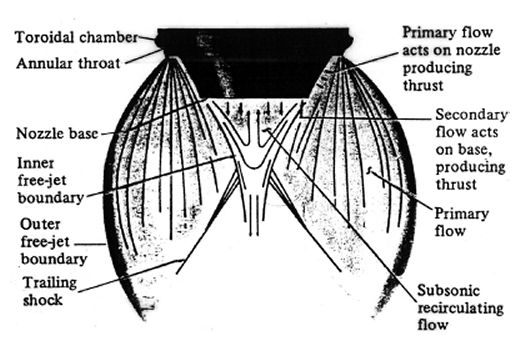 Toroidal chamber
Annular throat
Nozzle base
Inner
free-jet
boundary
Outer
free-jet
boundary
Trailing
shock
Primary flow
acts on nozzle
producing
thrust
Secondary
flow acts
on base,
producing
thrust
Primary
flow
Subsonic
recirculating
flow